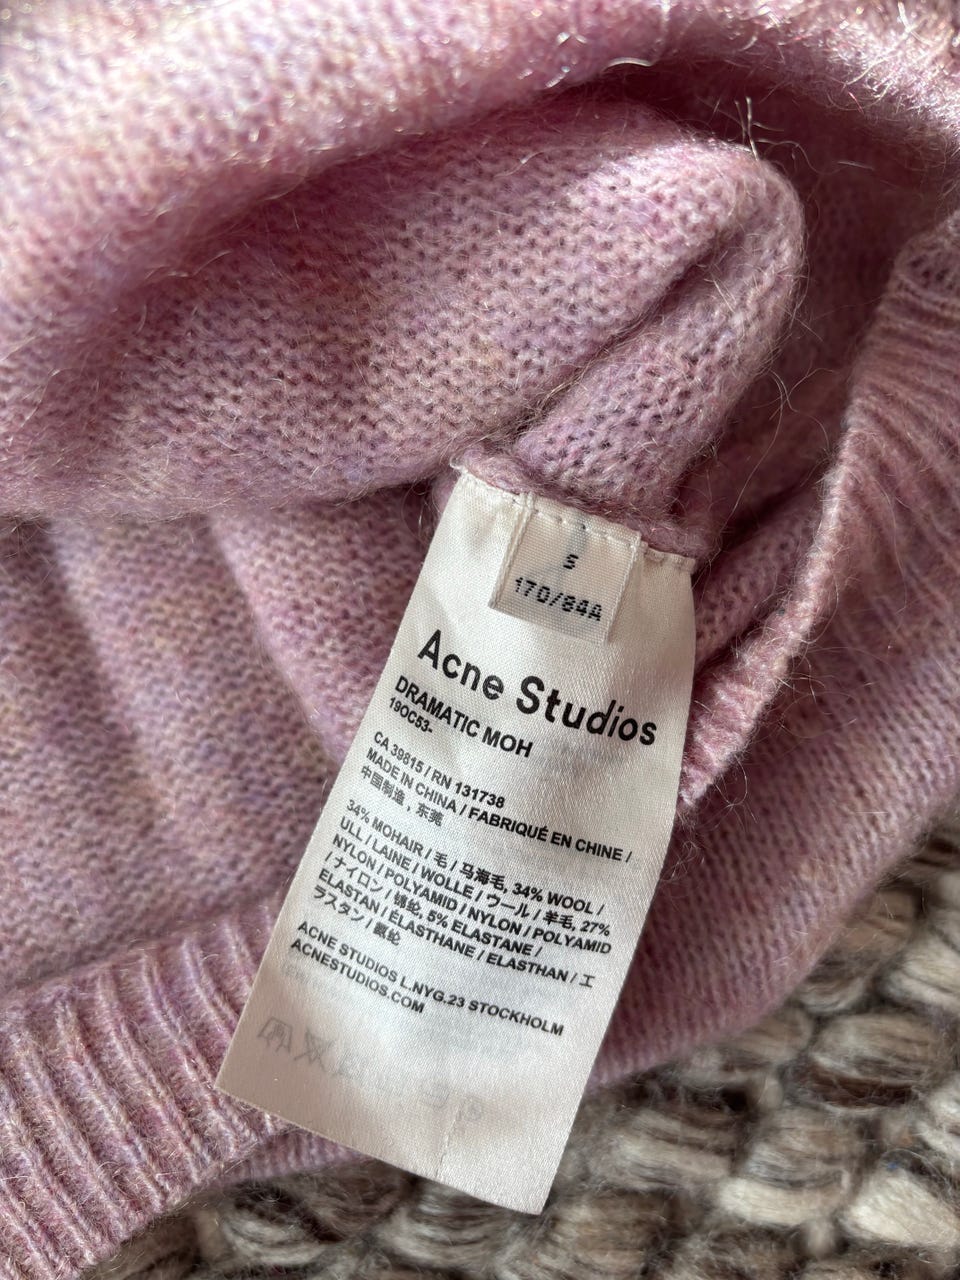 S
170/84A
Acne Studios
DRAMATIC MOH
19OC53-
CA 39815 / RN 131738
MADE IN CHINA / FABRIQUÉ EN CHINE /
中国制造，东莞
34% MOHAIR / 毛 / 马海毛, 34% WOOL /
ULL / LAINE / WOLLE / ウール / 羊毛, 27%
NYLON / POLYAMID / NYLON / POLYAMID
/ ナイロン / 锦纶, 5% ELASTANE /
ELASTAN / ÉLASTHANE / ELASTHAN / エ
ラスタン / 氨纶
ACNE STUDIOS L.NYG.23 STOCKHOLM
ACNESTUDIOS.COM